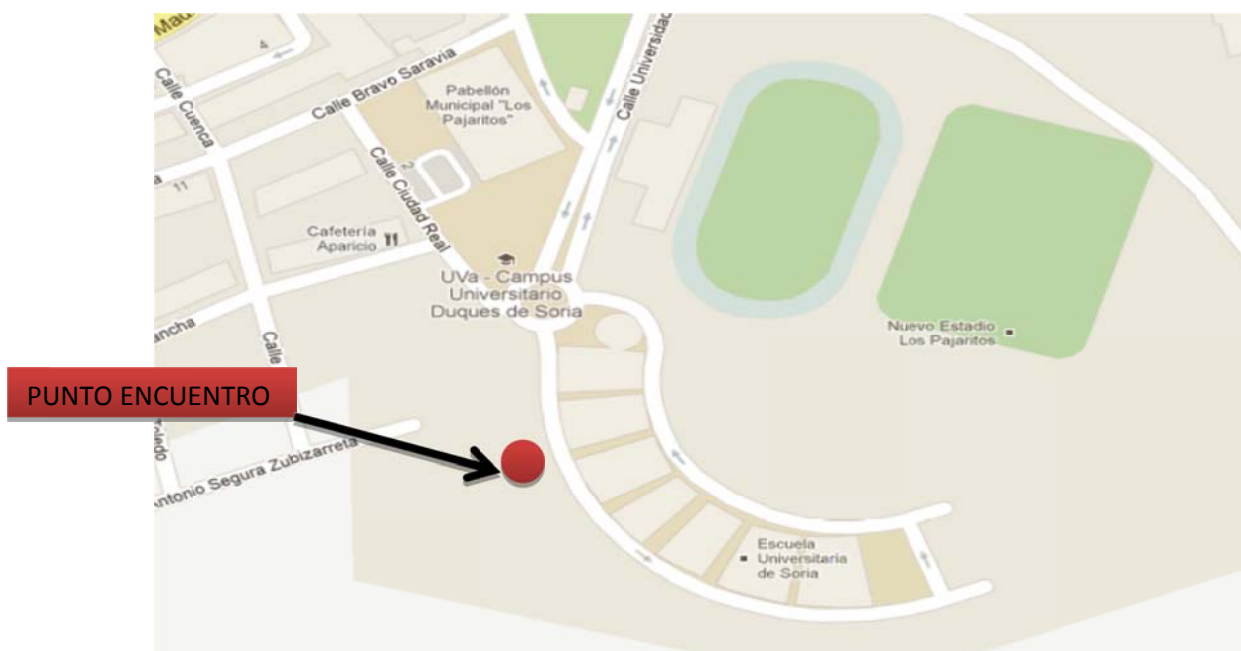 Mad
4
Calle Cuenca
Calle Bravo Saravia
Pabellón
Municipal "Los
Pajaritos"
Calle Universidad
11
2
Calle Ciudad Real
Cafetería
Aparicio
UVa - Campus
Universitario
Duques de Soria
ancha
Calle
Nuevo Estadio
Los Pajaritos
PUNTO ENCUENTRO
Toledo
Antonio Segura Zubizarreta
Escuela
Universitaria
de Soria